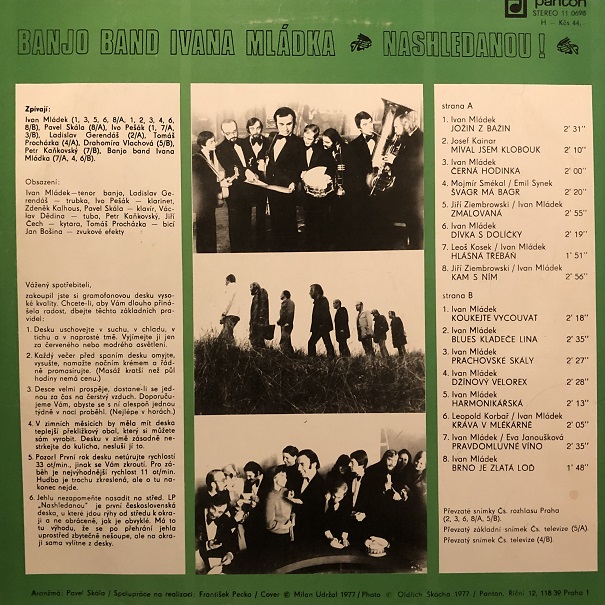 panton
STEREO 11 0698
H - Kčs 44,
BANJO BAND IVANA MLÁDKA NASHLEDANOU!
Zpívají:
Ivan Mládek (1, 3, 5, 6, 8/A, 1, 2, 3, 4, 6,
8/B), Pavel Skála (8/A), Ivo Pešák (1, 7/A,
3/B), Ladislav Gerendáš (2/A), Tomáš
Procházka (4/A), Drahomíra Vlachová (5/B),
Petr Kaňkovský (7/B), Banjo band Ivana
Mládka (7/A, 4, 6/B).
Obsazení:
Ivan Mládek — tenor banjo, Ladislav Ge-
rendáš — trubka, Ivo Pešák — klarinet,
Zdeněk Kalhous, Pavel Skála — klavír, Vác-
lav Dědina — tuba, Petr Kaňkovský, Jiří
Čech — kytara, Tomáš Procházka — bicí
Jan Bošina — zvukové efekty
Vážený spotřebiteli,
zakoupil jste si gramofonovou desku vyso-
ké kvality. Chcete-li, aby Vám dlouho přiná-
šela radost, dbejte těchto základních pra-
videl:
1. Desku uschovejte v suchu, v chladu, v
tichu a v naprosté tmě. Vyjímejte ji jen
za červeného nebo modrého osvětlení.
2. Každý večer před spaním desku omyjte,
vysušte, namažte nočním krémem a řád-
ně promasírujte. (Masáž kratší než půl
hodiny nemá cenu.)
3. Desce velmi prospěje, dostane-li se jed-
nou za čas na čerstvý vzduch. Doporuču-
jeme Vám, abyste se s ní alespoň jednou
týdně v noci proběhl. (Nejlépe v horách.)
4. V zimních měsících by měla mít deska
teplejší překližkový obal, který si můžete
sám vyrobit. Desku v zimě zásadně ne-
strkejte do kulicha, nesluší jí to.
5. Pozor! První rok desku netúrujte rychlostí
33 ot/min., jinak se Vám zkroutí. Pro zá-
běh je nejvýhodnější rychlost 11 ot/min.
Hudba je trochu zkreslená, ale o tu na-
konec nejde.
6. Jehlu nezapomeňte nasadit na střed. LP
„Nashledanou" je první československá
deska, u které jdou rýhy od středu k okra-
ji a ne obráceně, jak je obvyklé. Má to
tu výhodu, že se po přehrání jehla
uprostřed zbytečně nešoupe, ale na okra-
ji sama vylítne z desky.
strana A
1. Ivan Mládek
JOŽIN Z BAŽIN 2' 31"
2. Josef Kainar
MÍVAL JSEM KLOBOUK 2' 10"
3. Ivan Mládek
ČERNÁ HODINKA 2' 00"
4. Mojmír Smékal / Emil Synek
ŠVAGR MÁ BAGR 2' 20"
5. Jiří Ziembrowski / Ivan Mládek
ZMALOVANÁ 2' 55"
6. Ivan Mládek
DÍVKA S DOLÍČKY 2' 19"
7. Leoš Kosek / Ivan Mládek
HLÁSNÁ TŘEBAŇ 1' 51"
8. Jiří Ziembrowski / Ivan Mládek
KAM S NÍM 2' 56"
strana B
1. Ivan Mládek
KOUKEJTE VYCOUVAT 2' 18"
2. Ivan Mládek
BLUES KLADEČE LINA 2' 35"
3. Ivan Mládek
PRACHOVSKÉ SKÁLY 2' 27"
4. Ivan Mládek
DŽÍNOVÝ VELOREX 2' 28"
5. Ivan Mládek
HARMONIKÁŘSKÁ 2' 13"
6. Leopold Korbař / Ivan Mládek
KRÁVA V MLÉKÁRNĚ 2' 05"
7. Ivan Mládek / Eva Janoušková
PRAVDOMLUVNÉ VÍNO 2' 35"
8. Ivan Mládek
BRNO JE ZLATÁ LOĎ 1' 48"
Převzaté snímky Čs. rozhlasu Praha
(2, 3, 6, 8/A, 5/B).
Převzatý základní snímek Čs. televize (5/A).
Převzatý snímek Čs. televize (4/B).
Aranžmá: Pavel Skála / Spolupráce na realizaci: František Pecka / Cover © Milan Udržal 1977 / Photo © Oldřich Škácha 1977 / Panton, Říční 12, 118 39 Praha 1